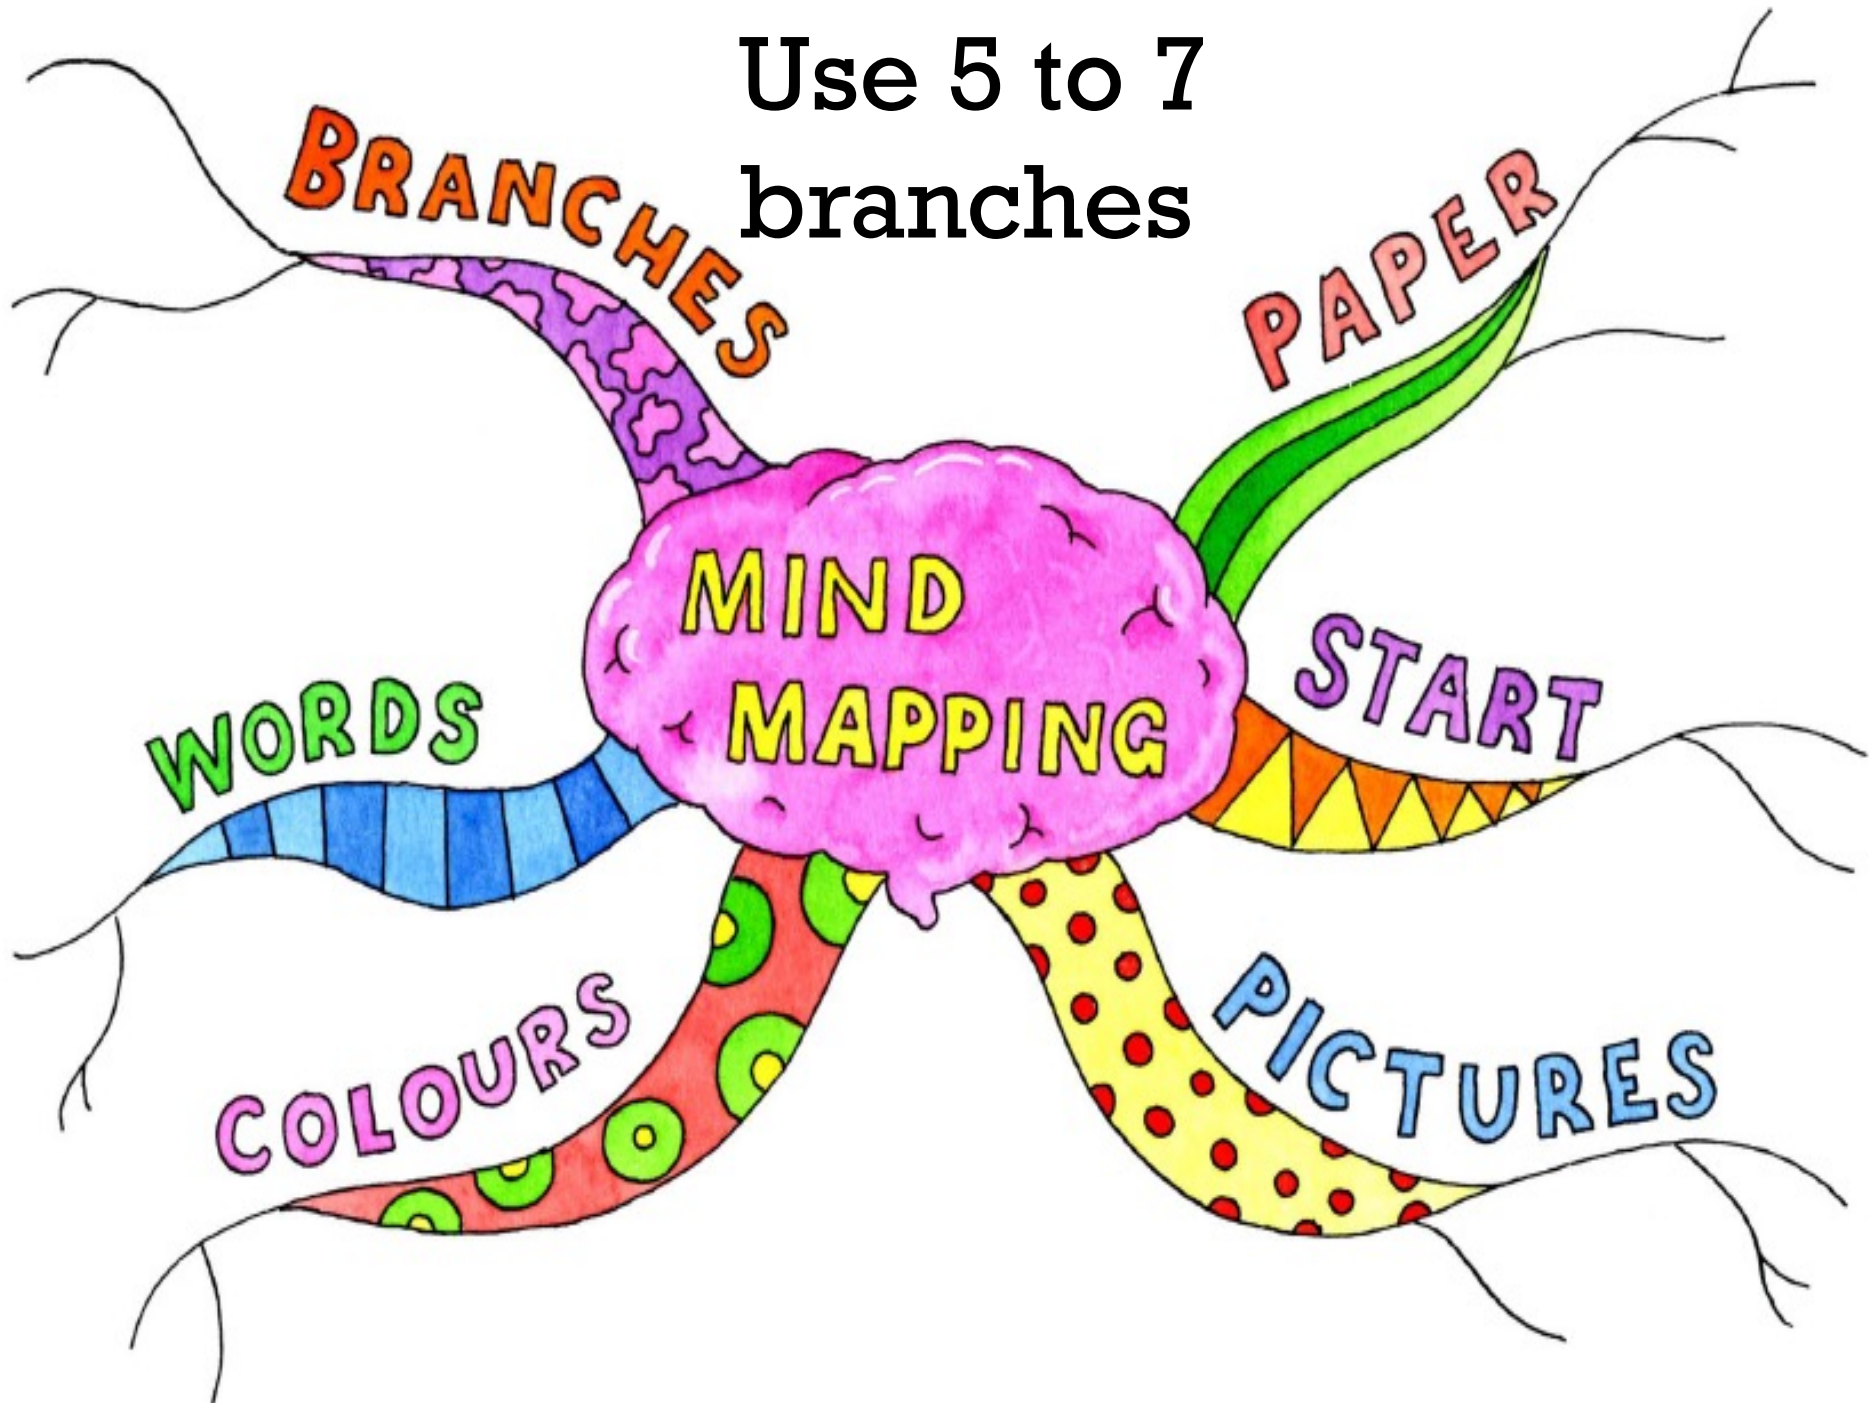 Use 5 to 7
branches
BRANCHES
PAPER
MIND
MAPPING
START
WORDS
COLOURS
PICTURES